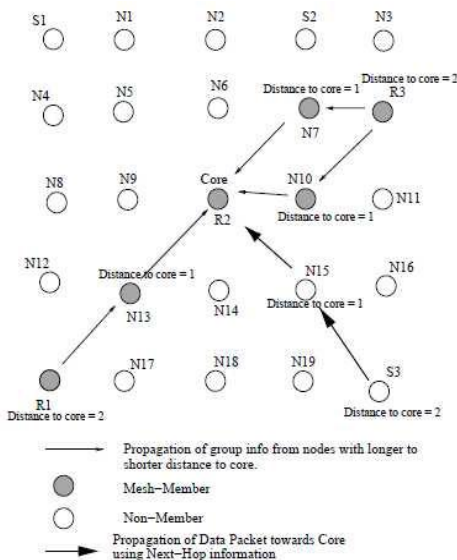 S1
N1
N2
S2
N3
N4
N5
N6
Distance to core = 1
N7
Distance to core = 2
R3
N8
N9
Core
R2
N10
Distance to core = 1
N11
N12
Distance to core = 1
N13
N14
N15
Distance to core = 1
N16
R1
Distance to core = 2
N17
N18
N19
S3
Distance to core = 2
Propagation of group info from nodes with longer to
shorter distance to core.
Mesh−Member
Non−Member
Propagation of Data Packet towards Core
using Next−Hop information